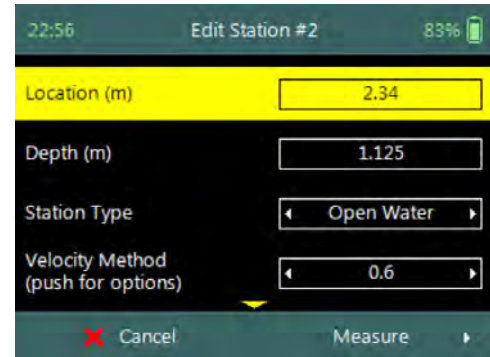 22:56 Edit Station #2 83%
Location (m) 2.34
Depth (m) 1.125
Station Type Open Water
Velocity Method
(push for options) 0.6
Cancel Measure